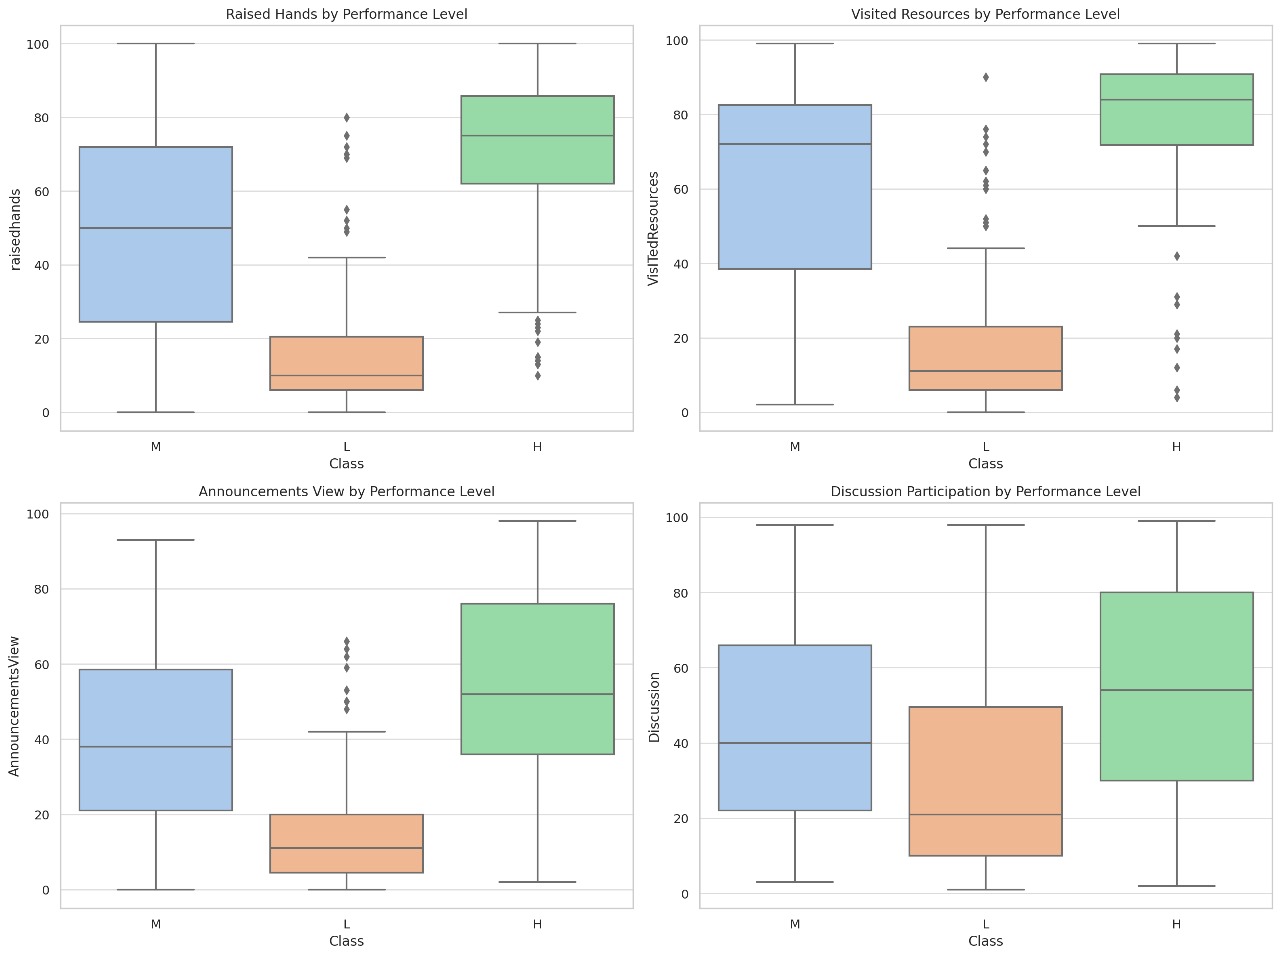 Raised Hands by Performance Level
raisedhands
100
80
60
40
20
0
M L H
Class
Visited Resources by Performance Level
VisITedResources
100
80
60
40
20
0
M L H
Class
Announcements View by Performance Level
AnnouncementsView
100
80
60
40
20
0
M L H
Class
Discussion Participation by Performance Level
Discussion
100
80
60
40
20
0
M L H
Class